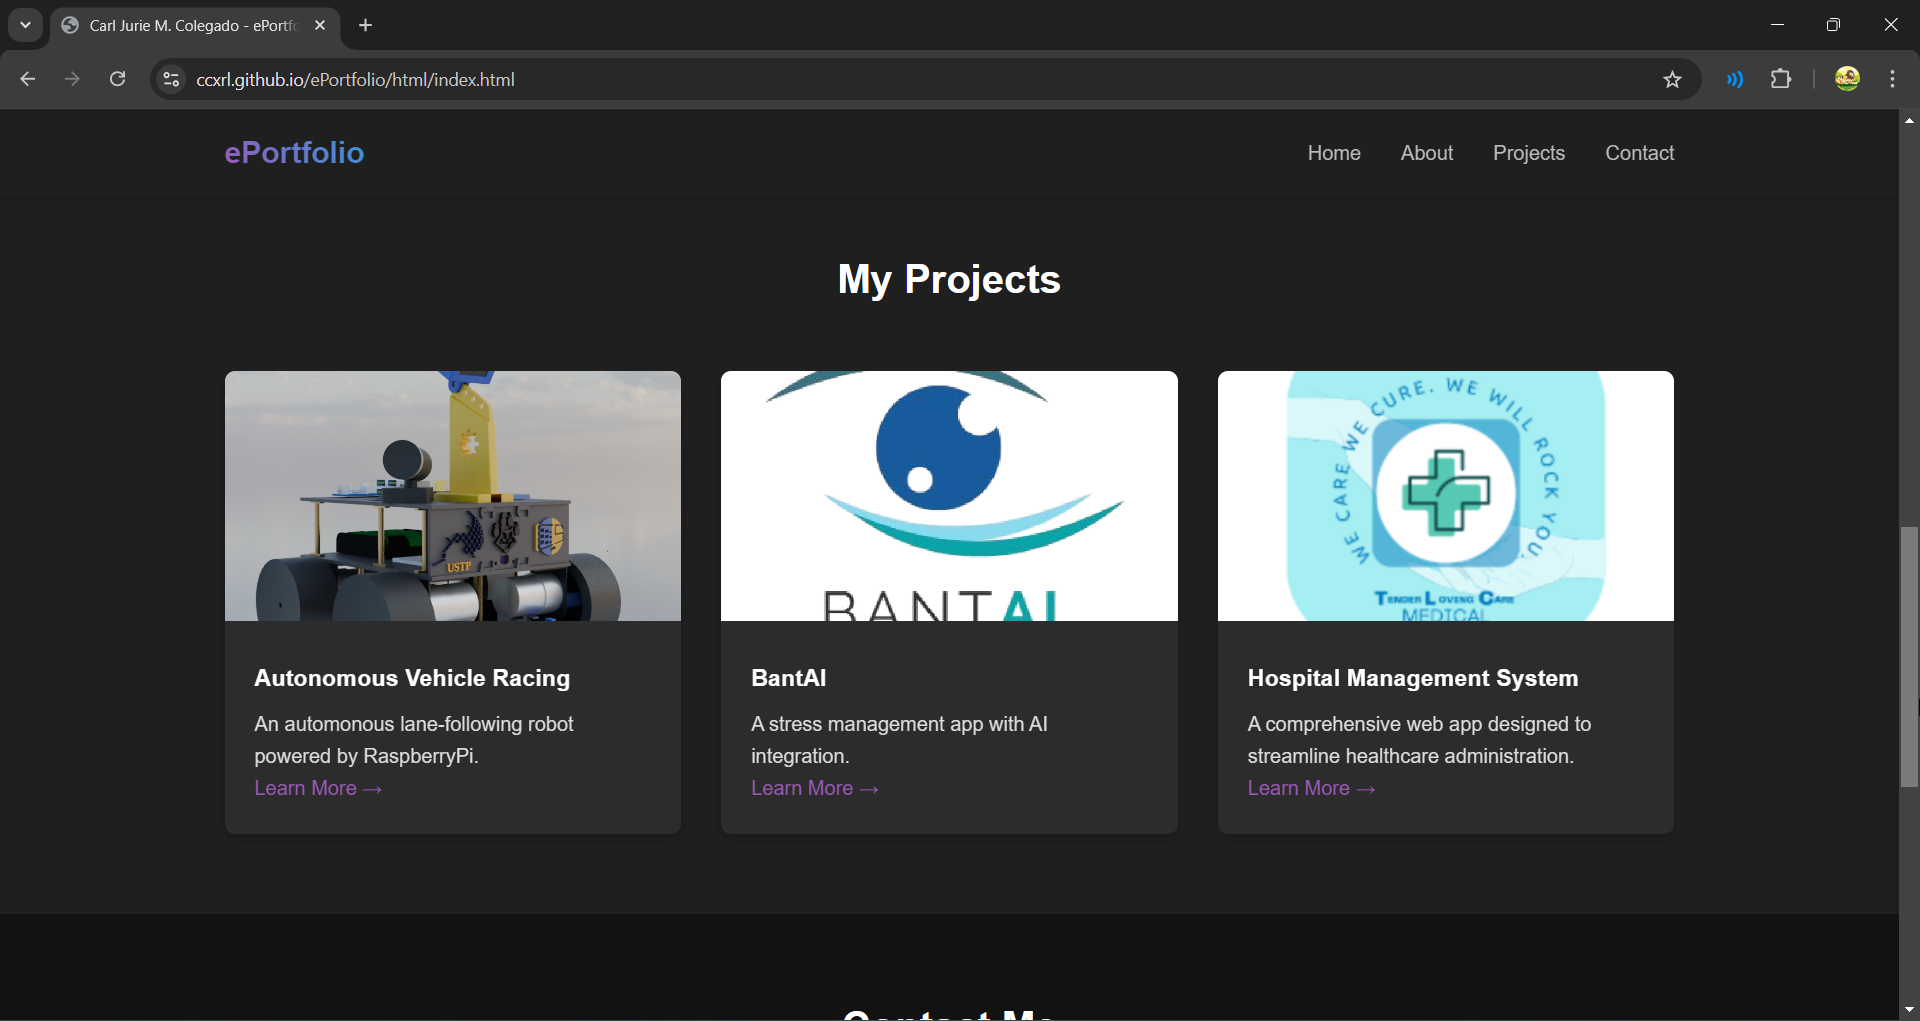 Carl Jurie M. Colegado - ePortfo
ccxrl.github.io/ePortfolio/html/index.html
ePortfolio
Home
About
Projects
Contact
My Projects
USTP
BANTAI
WE CARE. WE CURE. WE WILL ROCK YOU.
TENDER LOVING CARE
MEDICAL
Autonomous Vehicle Racing
An automonous lane-following robot
powered by RaspberryPi.
Learn More →
BantAI
A stress management app with AI
integration.
Learn More →
Hospital Management System
A comprehensive web app designed to
streamline healthcare administration.
Learn More →
Contact Me